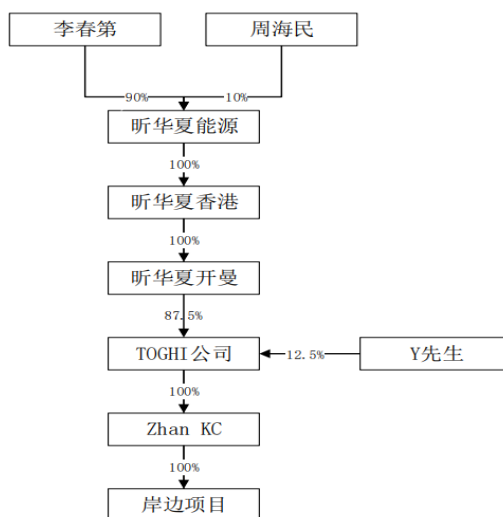 李春第
周海民
90%
10%
昕华夏能源
100%
昕华夏香港
100%
昕华夏开曼
87.5%
TOGHI公司
12.5%
Y先生
100%
Zhan KC
100%
岸边项目